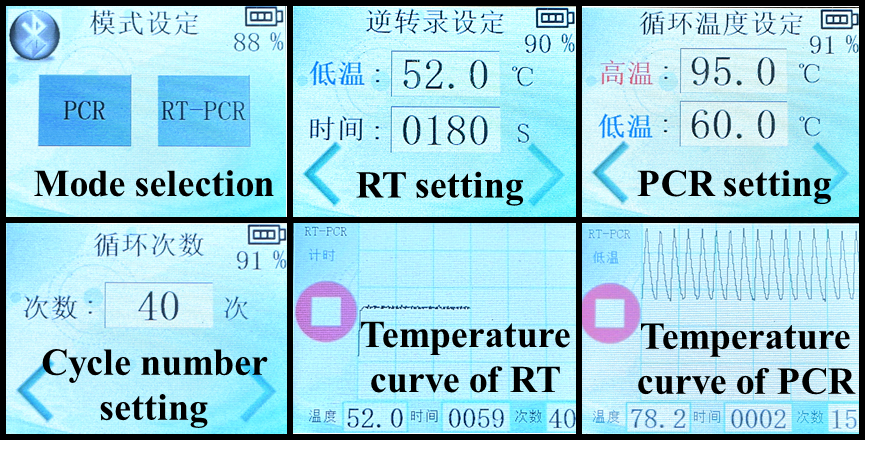 模式设定
88 %
PCR
RT-PCR
Mode selection
逆转录设定
90 %
低温: 52.0 ℃
时间: 0180 S
RT setting
循环温度设定
91 %
高温: 95.0 ℃
低温: 60.0 ℃
PCR setting
循环次数
91 %
次数: 40 次
Cycle number
setting
RT-PCR
计时
Temperature
curve of RT
温度 52.0 时间 0059 次数 40
RT-PCR
低温
Temperature
curve of PCR
温度 78.2 时间 0002 次数 15